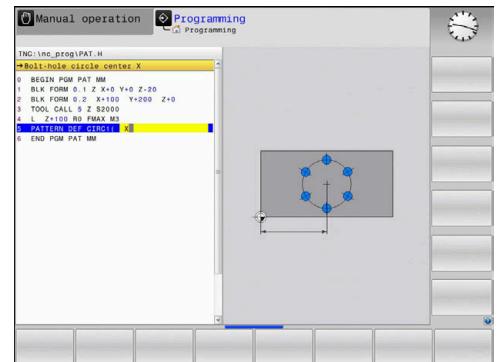 Manual operation
Programming
Programming
TNC:\nc_prog\PAT.H
→Bolt-hole circle center X
0 BEGIN PGM PAT MM
1 BLK FORM 0.1 Z X+0 Y+0 Z-20
2 BLK FORM 0.2 X+100 Y+200 Z+0
3 TOOL CALL 5 Z S2000
4 L Z+100 R0 FMAX M3
5 PATTERN DEF CIRC1( X
6 END PGM PAT MM